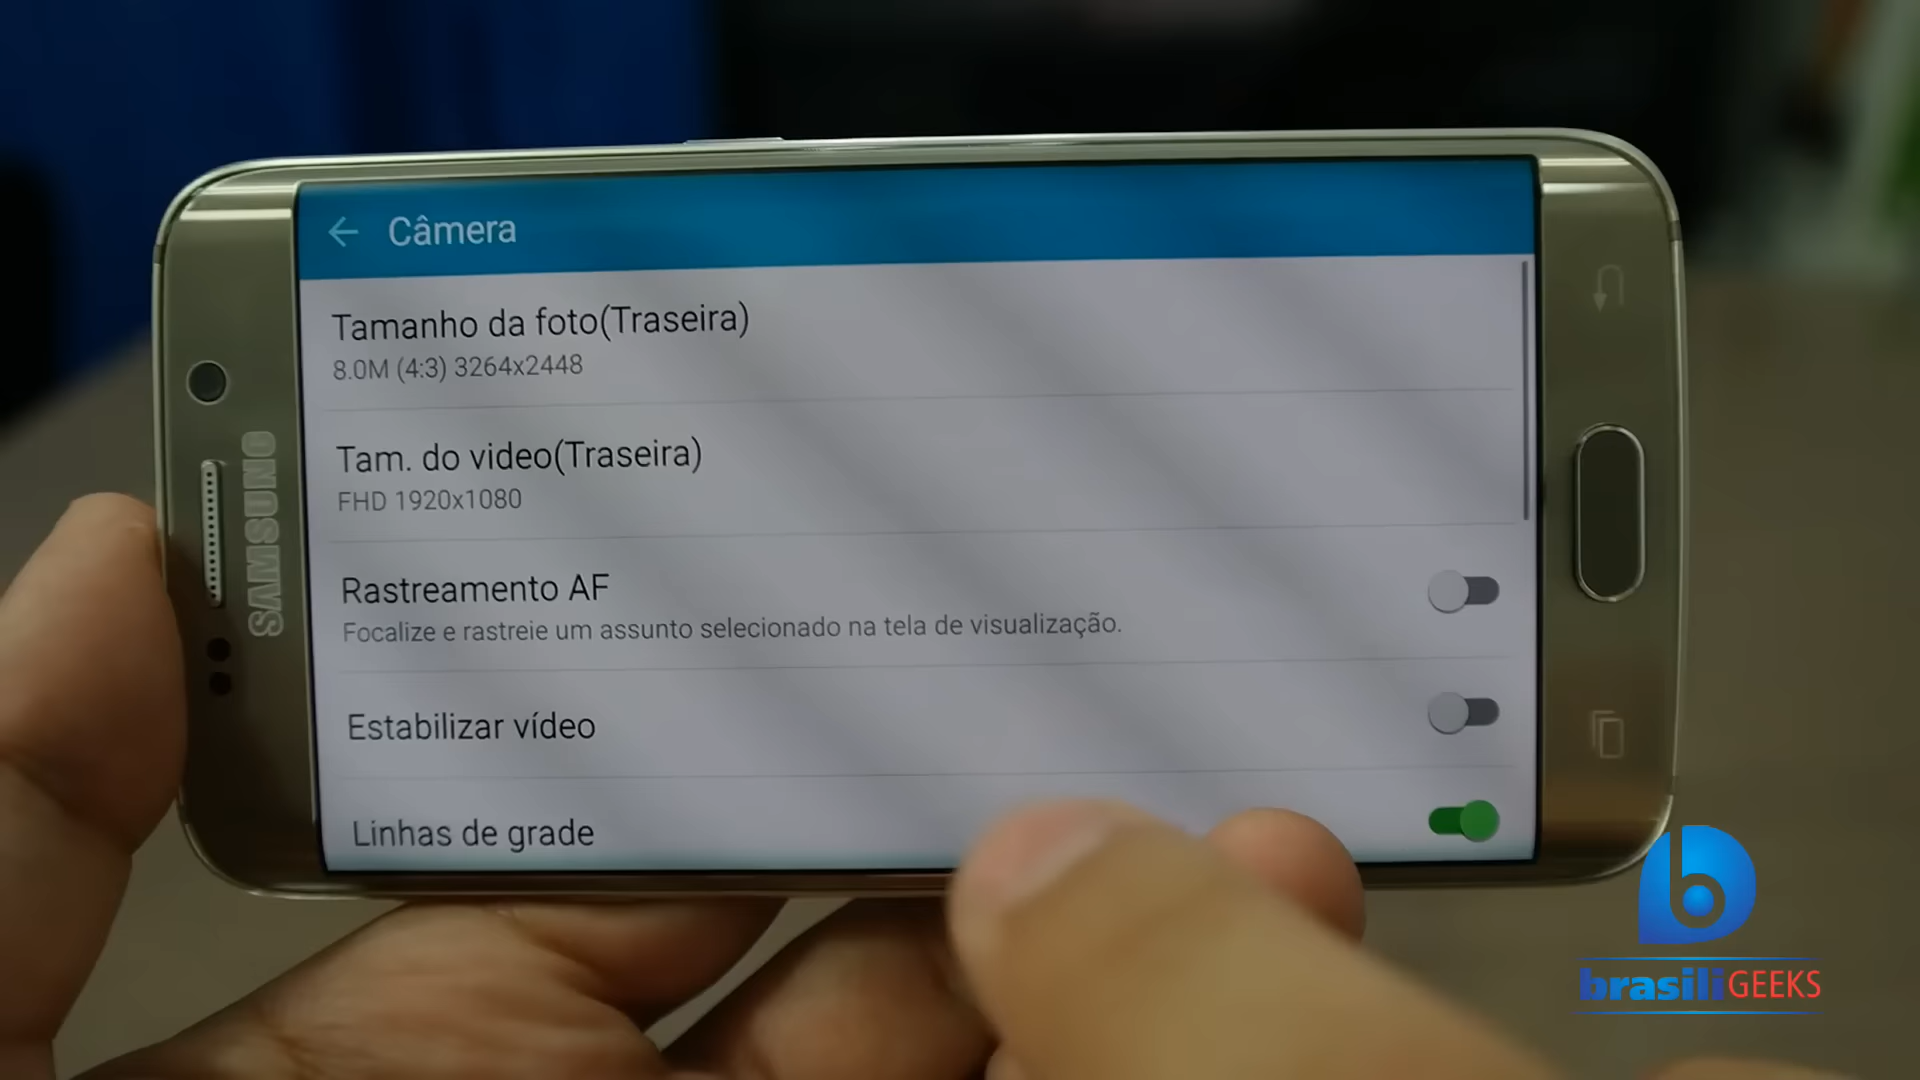 Câmera
Tamanho da foto(Traseira)
8.0M (4:3) 3264x2448
Tam. do video(Traseira)
FHD 1920x1080
Rastreamento AF
Focalize e rastreie um assunto selecionado na tela de visualização.
Estabilizar vídeo
Linhas de grade
SAMSUNG
b
brasiliGEEKS